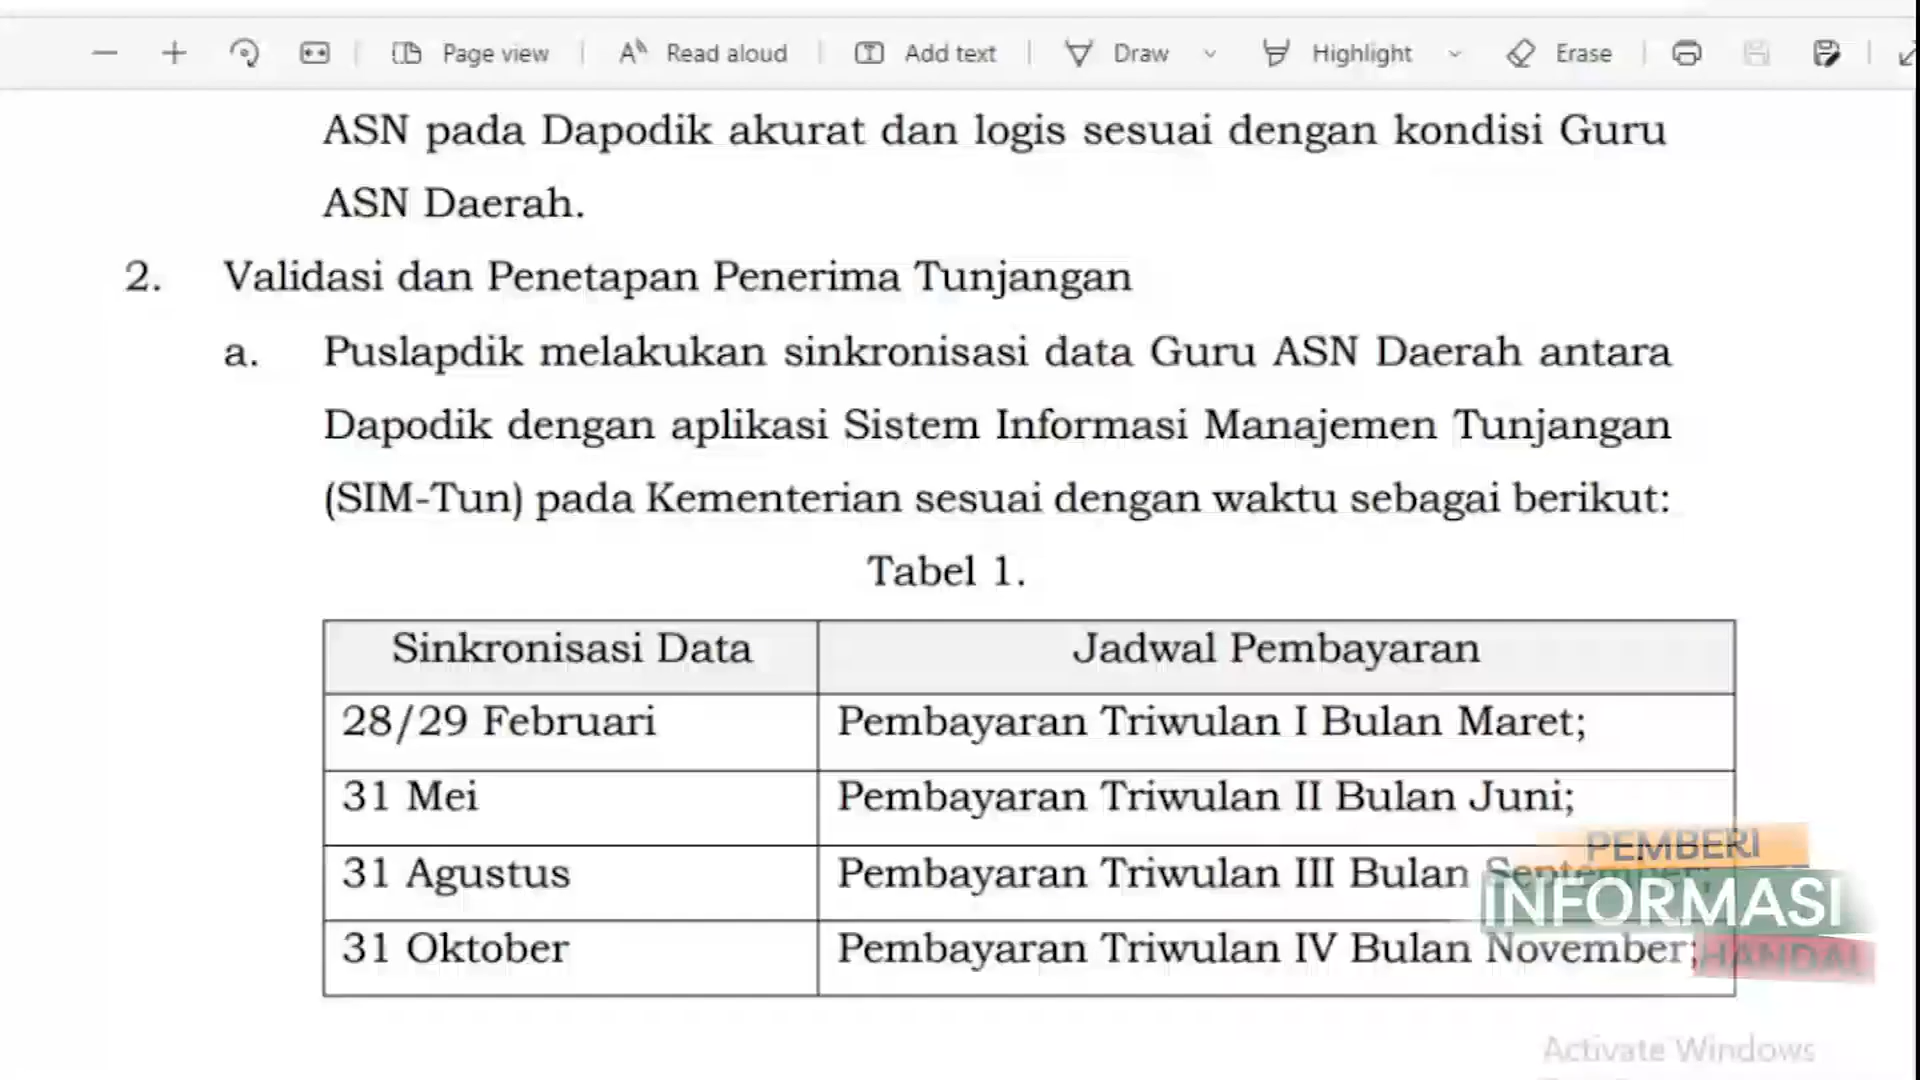 Page view Read aloud Add text Draw Highlight Erase
ASN pada Dapodik akurat dan logis sesuai dengan kondisi Guru
ASN Daerah.
2. Validasi dan Penetapan Penerima Tunjangan
a. Puslapdik melakukan sinkronisasi data Guru ASN Daerah antara
Dapodik dengan aplikasi Sistem Informasi Manajemen Tunjangan
(SIM-Tun) pada Kementerian sesuai dengan waktu sebagai berikut:
Tabel 1.
Sinkronisasi Data Jadwal Pembayaran
28/29 Februari Pembayaran Triwulan I Bulan Maret;
31 Mei Pembayaran Triwulan II Bulan Juni;
PEMBERI
31 Agustus Pembayaran Triwulan III Bulan September;
INFORMASI
31 Oktober Pembayaran Triwulan IV Bulan November;
HANDAL
Activate Windows